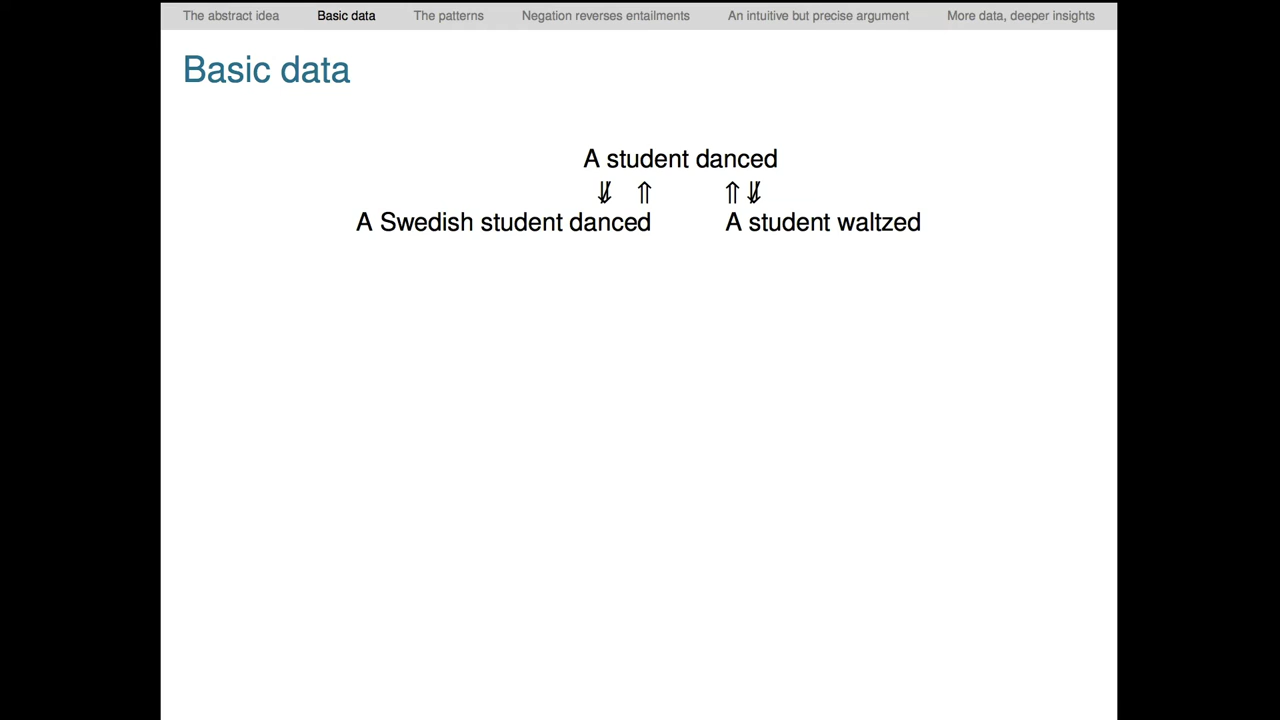 The abstract idea Basic data The patterns Negation reverses entailments An intuitive but precise argument More data, deeper insights
Basic data
A student danced
⇓̸ ⇑ ⇑ ⇓̸
A Swedish student danced A student waltzed